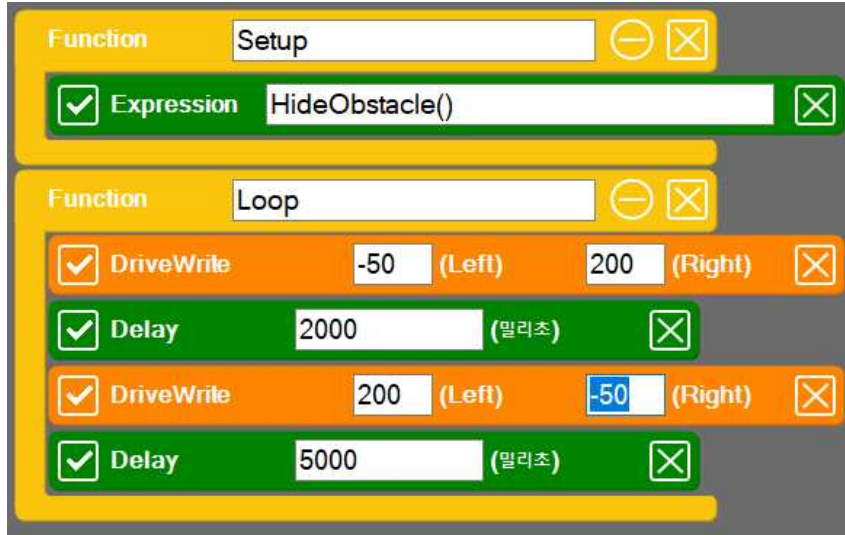 Function Setup
Expression HideObstacle()
Function Loop
DriveWrite -50 (Left) 200 (Right)
Delay 2000 (밀리초)
DriveWrite 200 (Left) -50 (Right)
Delay 5000 (밀리초)